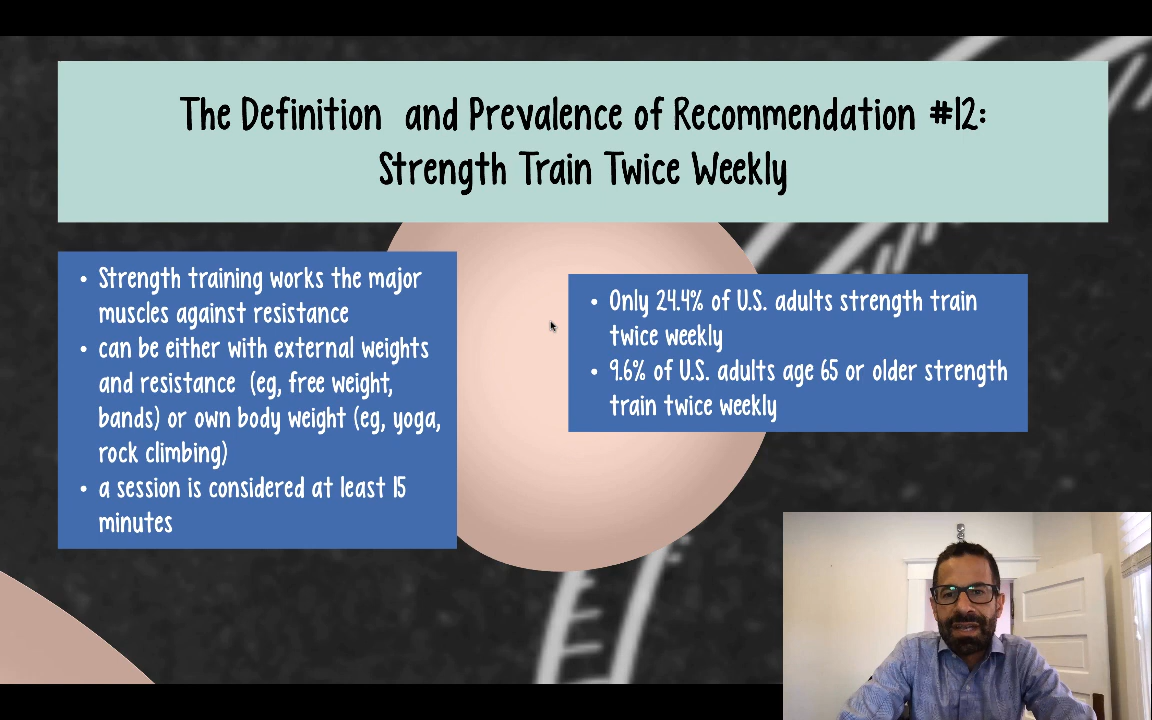 The Definition and Prevalence of Recommendation #12:
Strength Train Twice Weekly
• Strength training works the major
muscles against resistance
• can be either with external weights
and resistance (eg, free weight,
bands) or own body weight (eg, yoga,
rock climbing)
• a session is considered at least 15
minutes
• Only 24.4% of U.S. adults strength train
twice weekly
• 9.6% of U.S. adults age 65 or older strength
train twice weekly